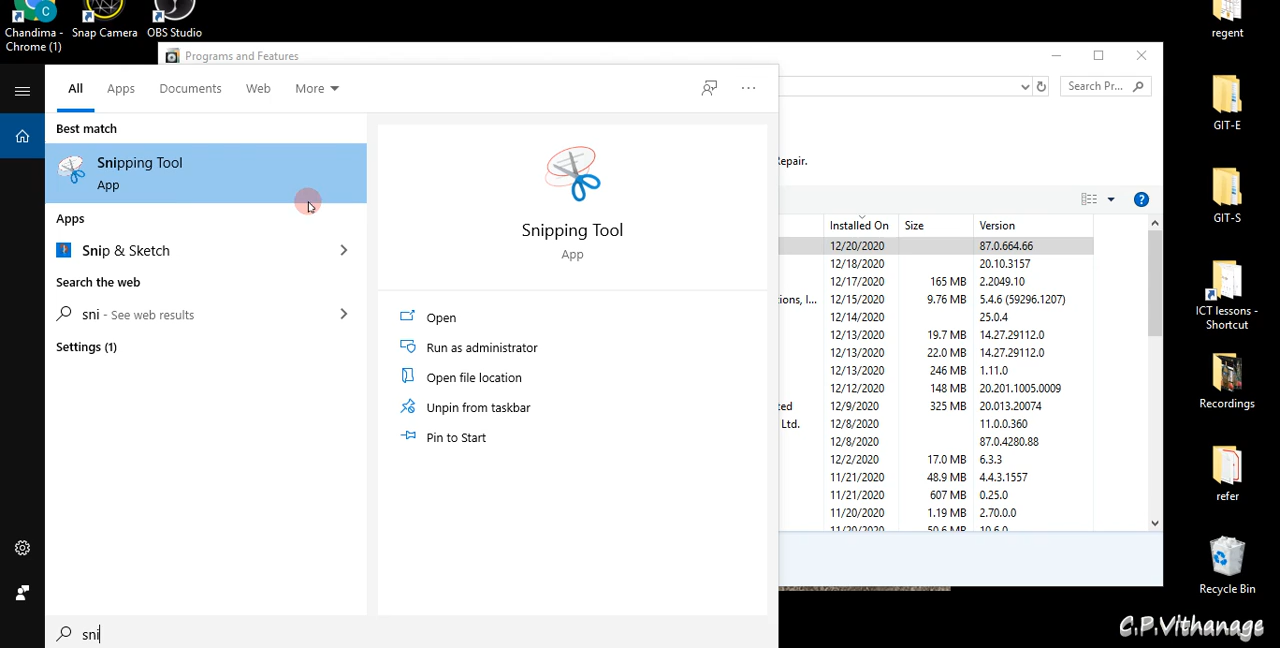 Chandima -
Chrome (1)
Snap Camera
OBS Studio
regent
Programs and Features
All
Apps
Documents
Web
More
Search Pr...
Best match
Snipping Tool
App
Apps
Snip & Sketch
Search the web
sni - See web results
Settings (1)
Snipping Tool
App
Open
Run as administrator
Open file location
Unpin from taskbar
Pin to Start
epair.
Installed On Size Version
12/20/2020 87.0.664.66
12/18/2020 20.10.3157
12/17/2020 165 MB 2.2049.10
ions, I... 12/15/2020 9.76 MB 5.4.6 (59296.1207)
12/14/2020 25.0.4
12/13/2020 19.7 MB 14.27.29112.0
12/13/2020 22.0 MB 14.27.29112.0
12/13/2020 246 MB 1.11.0
12/12/2020 148 MB 20.201.1005.0009
ted 12/9/2020 325 MB 20.013.20074
Ltd. 12/8/2020 11.0.0.360
12/8/2020 87.0.4280.88
12/2/2020 17.0 MB 6.3.3
11/21/2020 48.9 MB 4.4.3.1557
11/21/2020 607 MB 0.25.0
11/20/2020 1.19 MB 2.70.0.0
11/20/2020 50.6 MB 10.6.0
GIT-E
GIT-S
ICT lessons -
Shortcut
Recordings
refer
Recycle Bin
sni
C.P.Vithanage